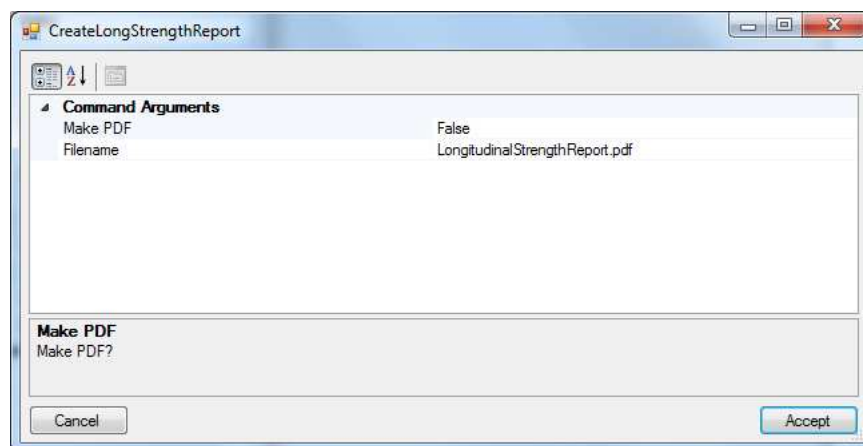 CreateLongStrengthReport
A
Z
Command Arguments
Make PDF False
Filename LongitudinalStrengthReport.pdf
Make PDF
Make PDF?
Cancel Accept